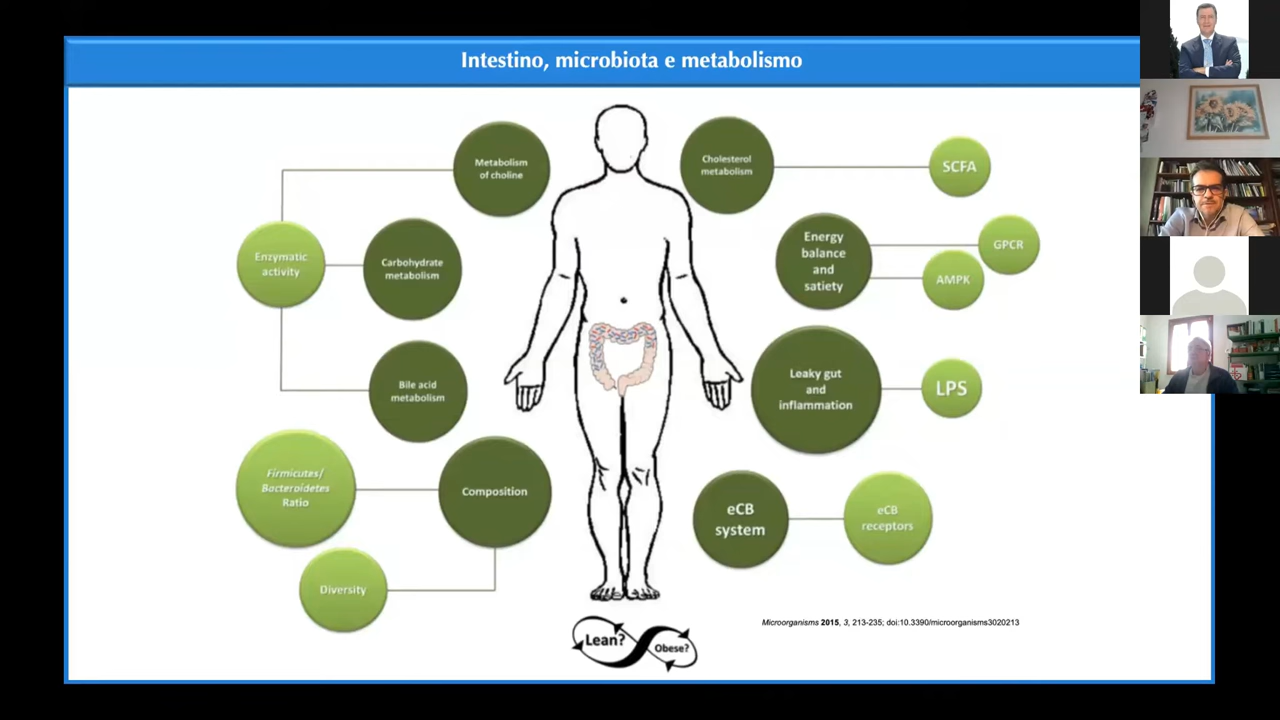 Intestino, microbiota e metabolismo
Metabolism
of choline
Cholesterol
metabolism
SCFA
Enzymatic
activity
Carbohydrate
metabolism
Energy
balance
and
satiety
GPCR
AMPK
Bile acid
metabolism
Leaky gut
and
inflammation
LPS
Firmicutes/
Bacteroidetes
Ratio
Composition
eCB
system
eCB
receptors
Diversity
Microorganisms 2015, 3, 213-235; doi:10.3390/microorganisms3020213
Lean?
Obese?